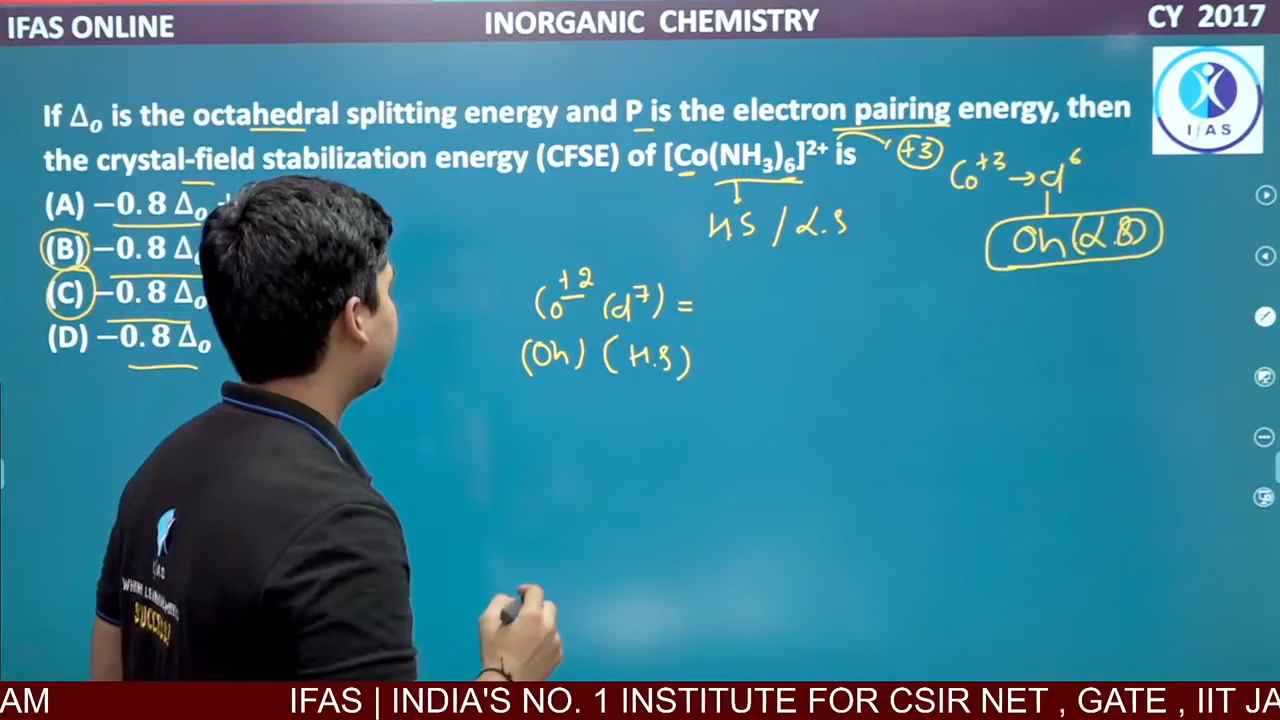 IFAS ONLINE
INORGANIC CHEMISTRY
CY 2017
If Δₒ is the octahedral splitting energy and P is the electron pairing energy, then
the crystal-field stabilization energy (CFSE) of [Co(NH₃)₆]²⁺ is
+3
Co⁺³ → d⁶
(A) −0.8 Δₒ
HS / L.S
Oh (L.S)
(B) −0.8 Δ
(C) −0.8 Δₒ
Co⁺² (d⁷) =
(D) −0.8 Δₒ
(Oh) (H.S)
IFAS
AM IFAS | INDIA'S NO. 1 INSTITUTE FOR CSIR NET , GATE , IIT JA